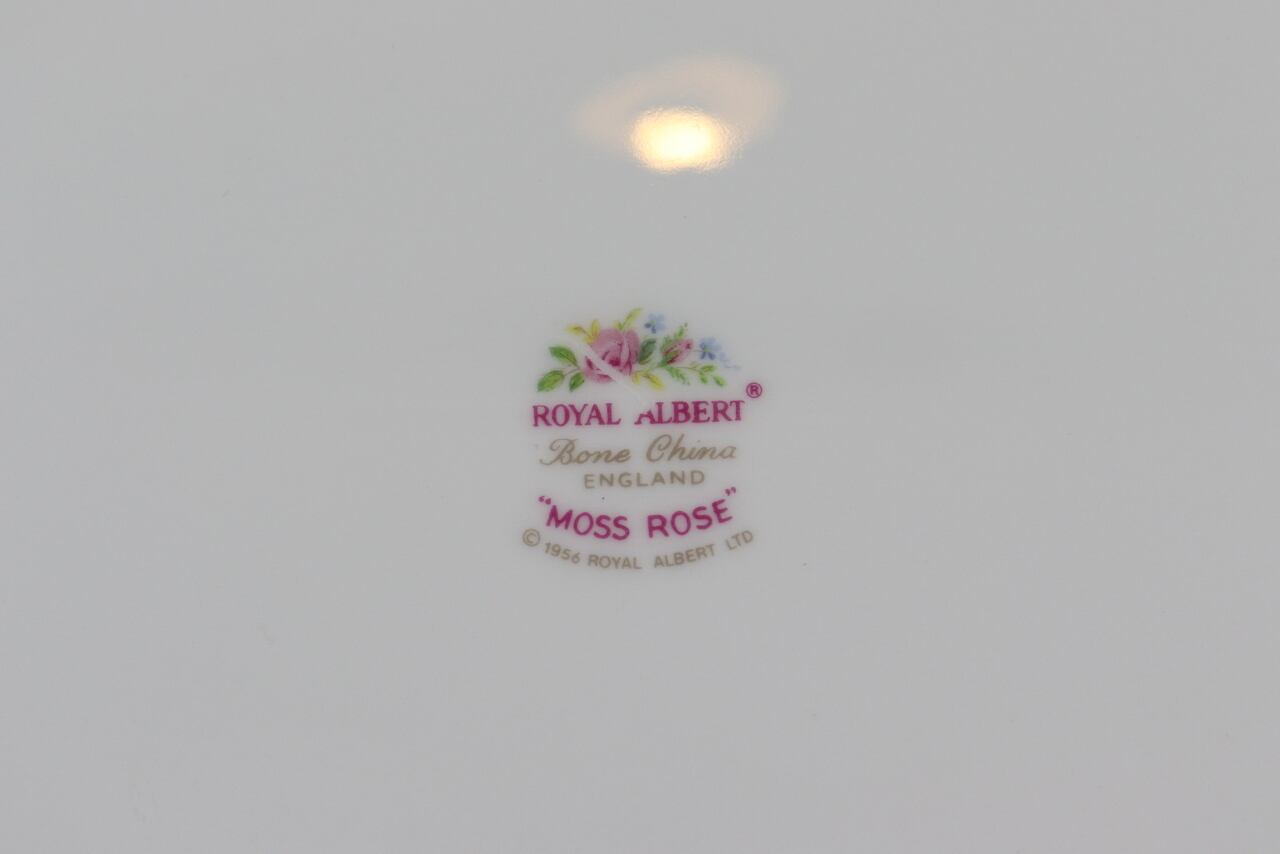 ROYAL ALBERT®
Bone China
ENGLAND
"MOSS ROSE"
© 1956 ROYAL ALBERT LTD